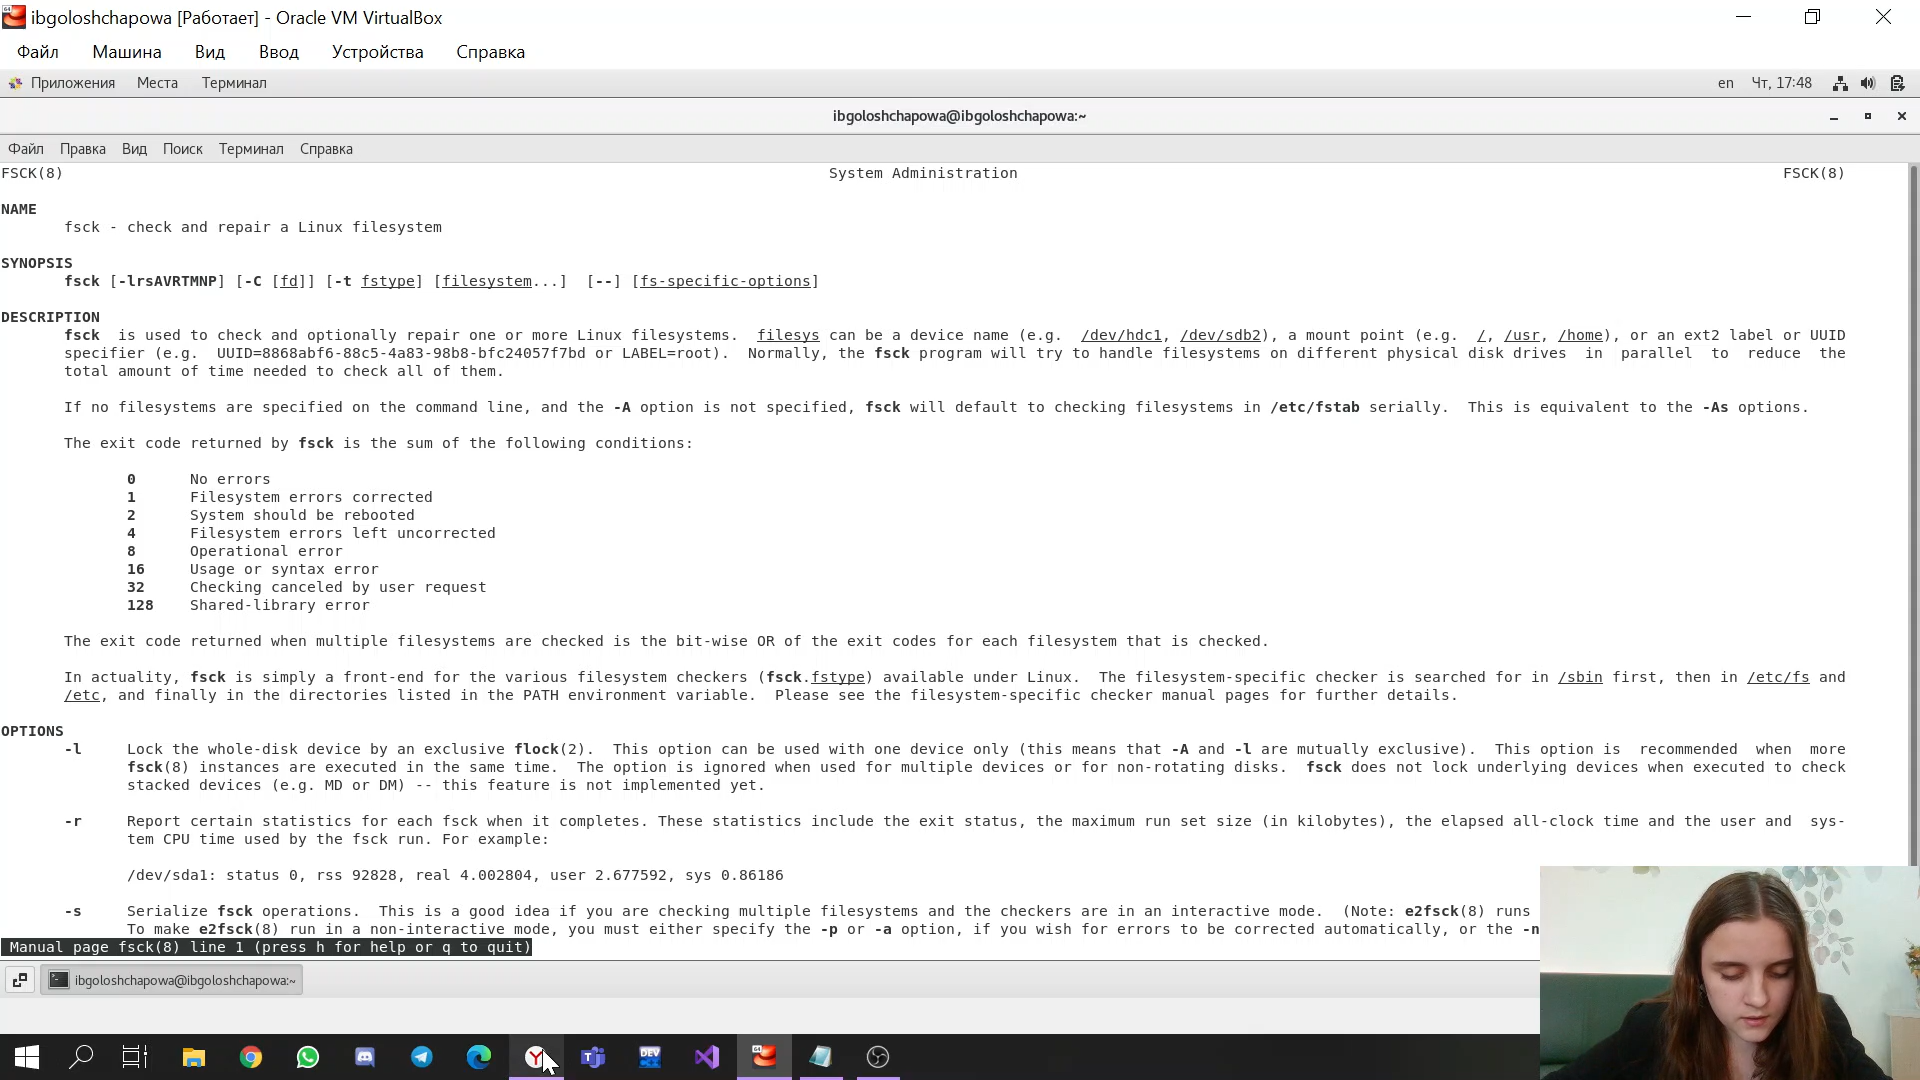 ibgoloshchapowa [Работает] - Oracle VM VirtualBox
Файл Машина Вид Ввод Устройства Справка
Приложения Места Терминал en Чт, 17:48
ibgoloshchapowa@ibgoloshchapowa:~
Файл Правка Вид Поиск Терминал Справка
FSCK(8) System Administration FSCK(8)
NAME
fsck - check and repair a Linux filesystem
SYNOPSIS
fsck [-lrsAVRTMNP] [-C [fd]] [-t fstype] [filesystem...] [--] [fs-specific-options]
DESCRIPTION
fsck is used to check and optionally repair one or more Linux filesystems. filesys can be a device name (e.g. /dev/hdc1, /dev/sdb2), a mount point (e.g. /, /usr, /home), or an ext2 label or UUID
specifier (e.g. UUID=8868abf6-88c5-4a83-98b8-bfc24057f7bd or LABEL=root). Normally, the fsck program will try to handle filesystems on different physical disk drives in parallel to reduce the
total amount of time needed to check all of them.
If no filesystems are specified on the command line, and the -A option is not specified, fsck will default to checking filesystems in /etc/fstab serially. This is equivalent to the -As options.
The exit code returned by fsck is the sum of the following conditions:
0 No errors
1 Filesystem errors corrected
2 System should be rebooted
4 Filesystem errors left uncorrected
8 Operational error
16 Usage or syntax error
32 Checking canceled by user request
128 Shared-library error
The exit code returned when multiple filesystems are checked is the bit-wise OR of the exit codes for each filesystem that is checked.
In actuality, fsck is simply a front-end for the various filesystem checkers (fsck.fstype) available under Linux. The filesystem-specific checker is searched for in /sbin first, then in /etc/fs and
/etc, and finally in the directories listed in the PATH environment variable. Please see the filesystem-specific checker manual pages for further details.
OPTIONS
-l Lock the whole-disk device by an exclusive flock(2). This option can be used with one device only (this means that -A and -l are mutually exclusive). This option is recommended when more
fsck(8) instances are executed in the same time. The option is ignored when used for multiple devices or for non-rotating disks. fsck does not lock underlying devices when executed to check
stacked devices (e.g. MD or DM) -- this feature is not implemented yet.
-r Report certain statistics for each fsck when it completes. These statistics include the exit status, the maximum run set size (in kilobytes), the elapsed all-clock time and the user and sys-
tem CPU time used by the fsck run. For example:
/dev/sda1: status 0, rss 92828, real 4.002804, user 2.677592, sys 0.86186
-s Serialize fsck operations. This is a good idea if you are checking multiple filesystems and the checkers are in an interactive mode. (Note: e2fsck(8) runs
To make e2fsck(8) run in a non-interactive mode, you must either specify the -p or -a option, if you wish for errors to be corrected automatically, or the -n
Manual page fsck(8) line 1 (press h for help or q to quit)
ibgoloshchapowa@ibgoloshchapowa:~